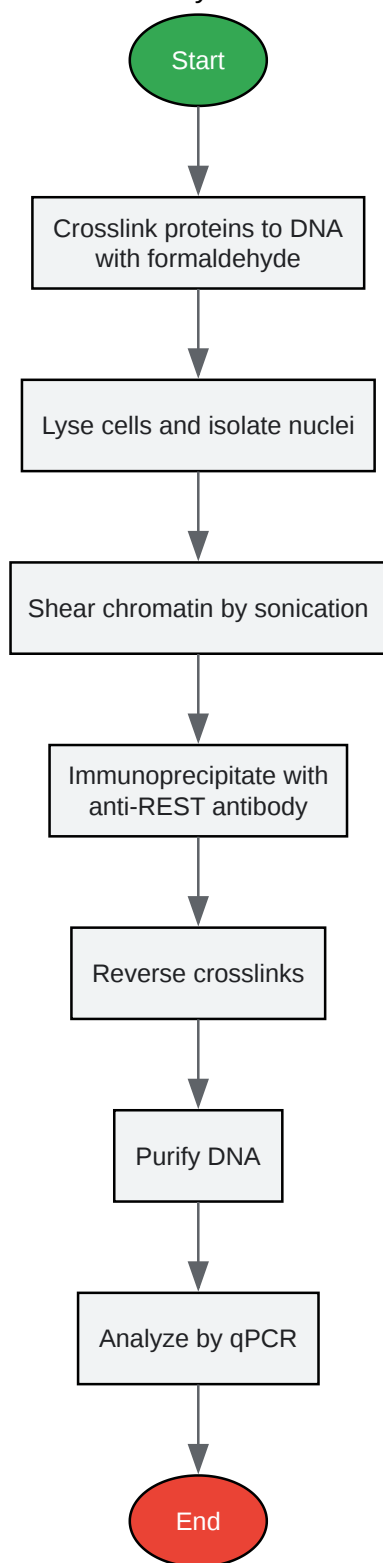 Start
Crosslink proteins to DNA
with formaldehyde
Lyse cells and isolate nuclei
Shear chromatin by sonication
Immunoprecipitate with
anti-REST antibody
Reverse crosslinks
Purify DNA
Analyze by qPCR
End